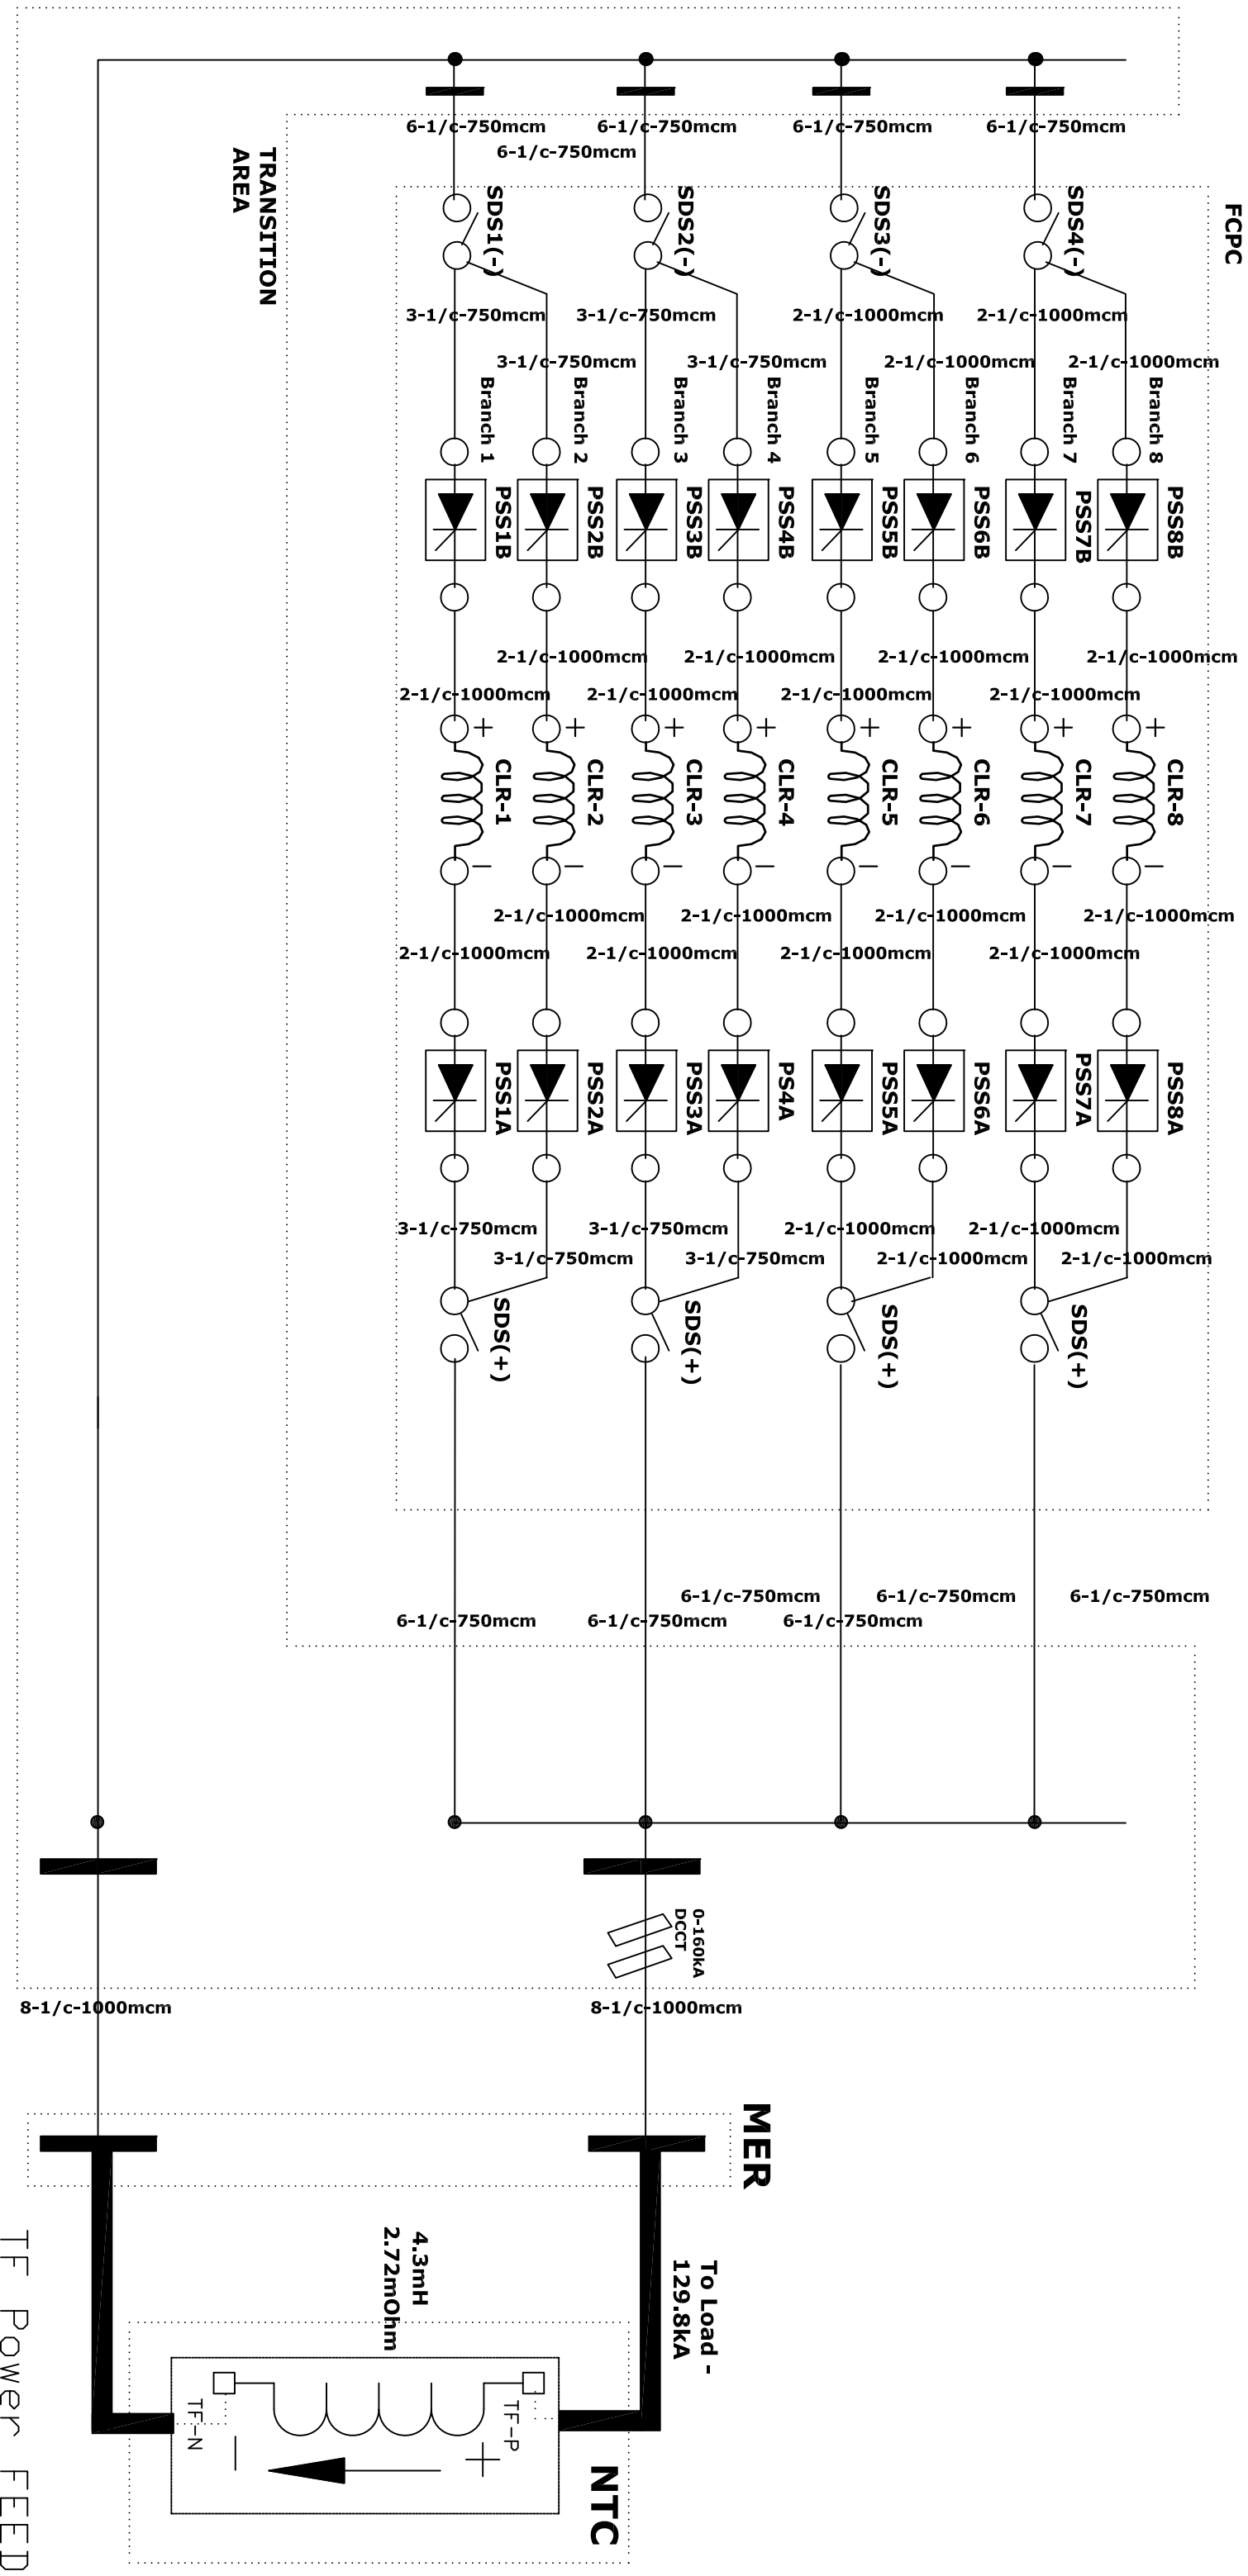 FCPC
TRANSITION
AREA
6-1/c-750mcm
6-1/c-750mcm
6-1/c-750mcm
6-1/c-750mcm
6-1/c-750mcm
SDS1(-)
SDS2(-)
SDS3(-)
SDS4(-)
3-1/c-750mcm
3-1/c-750mcm
2-1/c-1000mcm
2-1/c-1000mcm
3-1/c-750mcm
3-1/c-750mcm
2-1/c-1000mcm
2-1/c-1000mcm
Branch 1
Branch 2
Branch 3
Branch 4
Branch 5
Branch 6
Branch 7
Branch 8
PSS1B
PSS2B
PSS3B
PSS4B
PSS5B
PSS6B
PSS7B
PSS8B
2-1/c-1000mcm
2-1/c-1000mcm
2-1/c-1000mcm
2-1/c-1000mcm
2-1/c-1000mcm
2-1/c-1000mcm
2-1/c-1000mcm
2-1/c-1000mcm
+
+
+
+
+
+
+
+
CLR-1
CLR-2
CLR-3
CLR-4
CLR-5
CLR-6
CLR-7
CLR-8
−
−
−
−
−
−
−
−
2-1/c-1000mcm
2-1/c-1000mcm
2-1/c-1000mcm
2-1/c-1000mcm
2-1/c-1000mcm
2-1/c-1000mcm
2-1/c-1000mcm
2-1/c-1000mcm
PSS1A
PSS2A
PSS3A
PS4A
PSS5A
PSS6A
PSS7A
PSS8A
3-1/c-750mcm
3-1/c-750mcm
2-1/c-1000mcm
2-1/c-1000mcm
3-1/c-750mcm
3-1/c-750mcm
2-1/c-1000mcm
2-1/c-1000mcm
SDS(+)
SDS(+)
SDS(+)
SDS(+)
6-1/c-750mcm
6-1/c-750mcm
6-1/c-750mcm
6-1/c-750mcm
6-1/c-750mcm
6-1/c-750mcm
0-160kA
DCCT
8-1/c-1000mcm
8-1/c-1000mcm
MER
4.3mH
2.72mOhm
To Load -
129.8kA
TF-N
TF-P
−
+
NTC
TF Power FEED